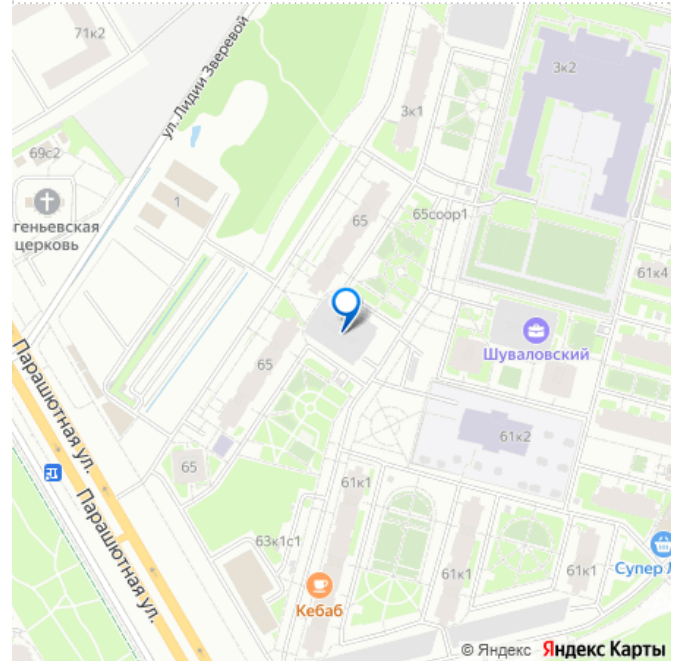 71к2
ул. Лидии Зверевой
3к2
3к1
69с2
геньевская
церковь
1
65
65соор1
61к4
Шуваловский
65
Парашютная ул.
61к2
65
Парашютная ул.
61к1
63к1с1
Супер Л
61к1
61к1
Кебаб
© Яндекс Яндекс Карты